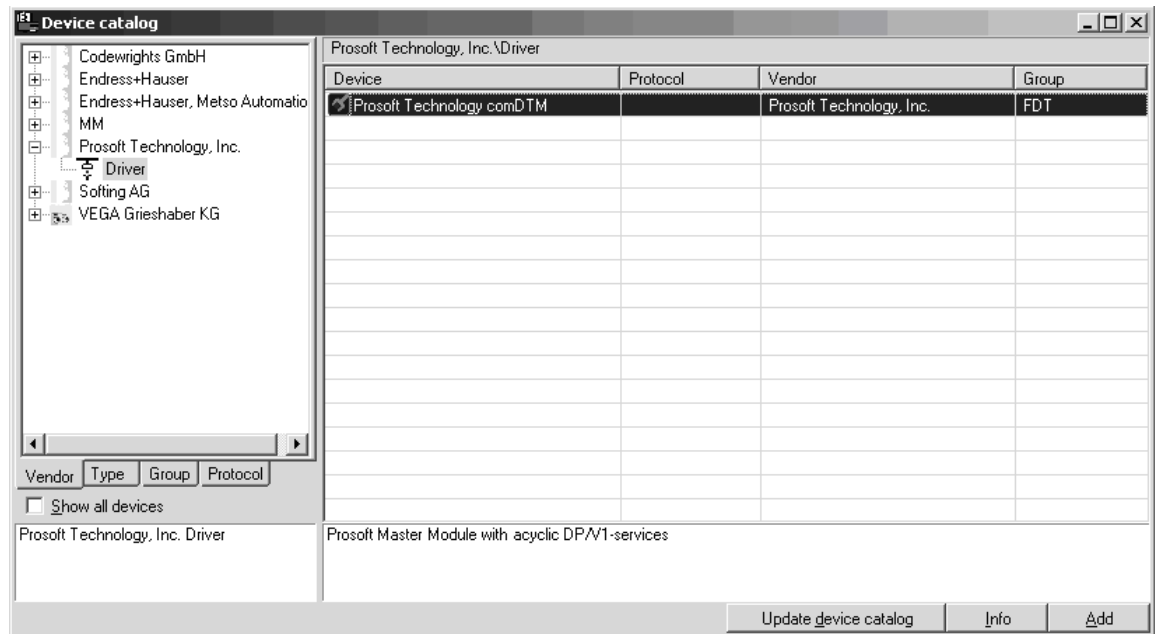 Device catalog
Codewrights GmbH
Endress+Hauser
Endress+Hauser, Metso Automatio
MM
Prosoft Technology, Inc.
Driver
Softing AG
VEGA Grieshaber KG
Vendor Type Group Protocol
Show all devices
Prosoft Technology, Inc. Driver
Prosoft Technology, Inc.\Driver
Device Protocol Vendor Group
Prosoft Technology comDTM Prosoft Technology, Inc. FDT
Prosoft Master Module with acyclic DP/V1-services
Update device catalog Info Add